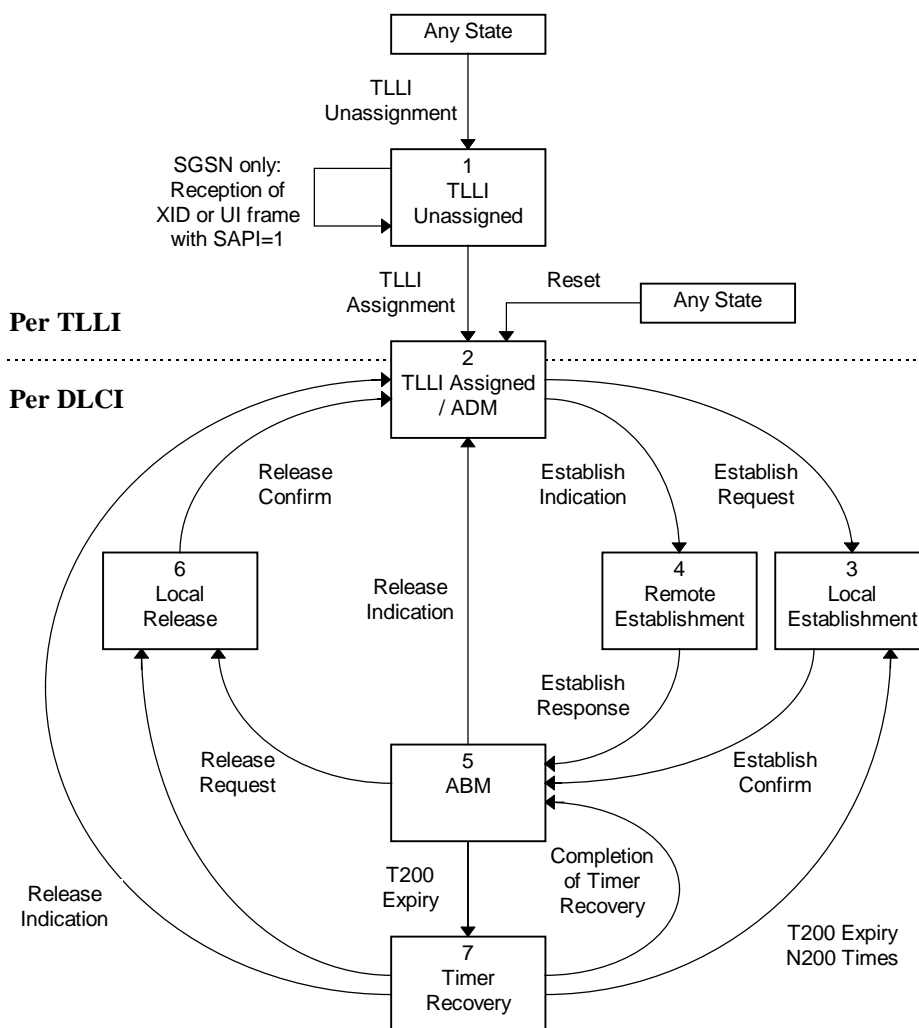 Any State
TLLI
Unassignment
1
TLLI
Unassigned
SGSN only:
Reception of
XID or UI frame
with SAPI=1
TLLI
Assignment
Reset
Any State
Per TLLI
2
TLLI Assigned
/ ADM
Per DLCI
Release
Confirm
Establish
Indication
Establish
Request
6
Local
Release
Release
Indication
4
Remote
Establishment
3
Local
Establishment
Establish
Response
Release
Request
5
ABM
Establish
Confirm
T200
Expiry
Completion
of Timer
Recovery
Release
Indication
T200 Expiry
N200 Times
7
Timer
Recovery